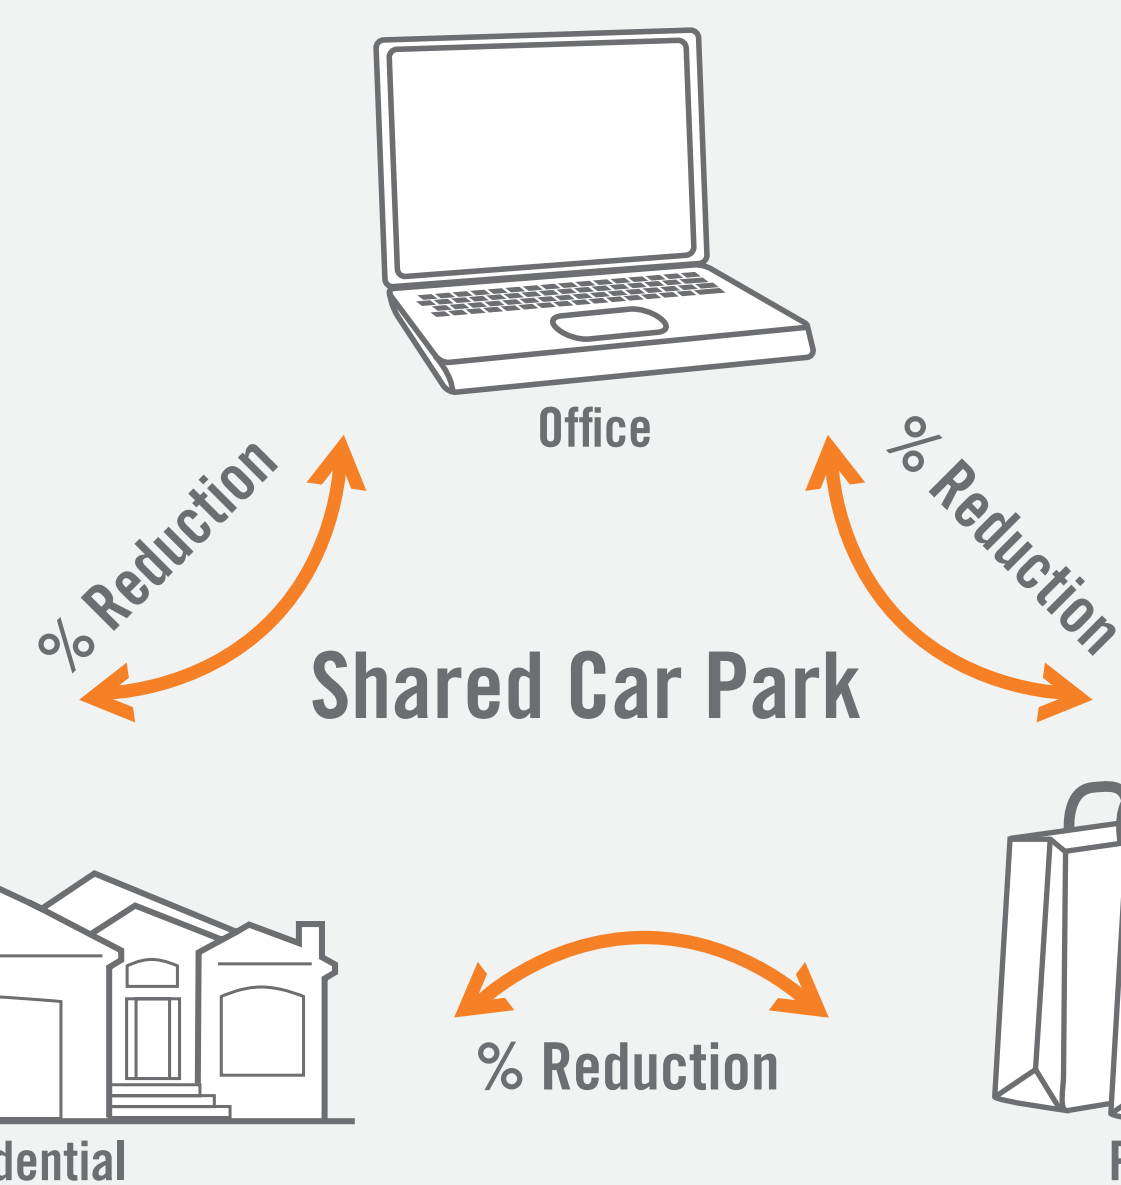 Office
% Reduction
% Reduction
Shared Car Park
% Reduction
dential